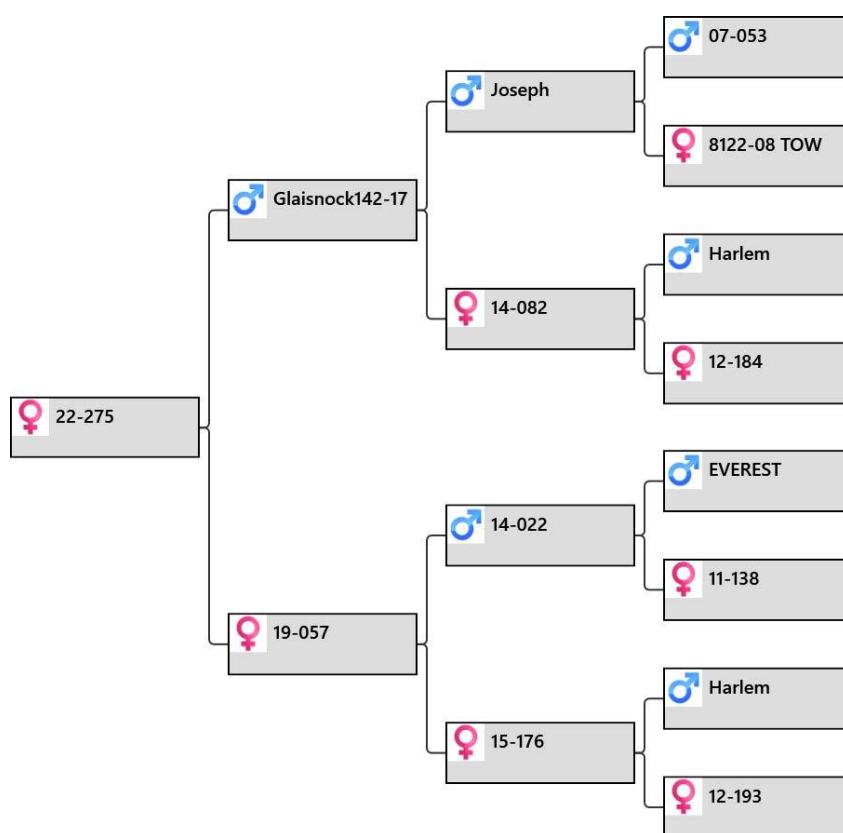 07-053
Joseph
8122-08 TOW
Glaisnock142-17
Harlem
14-082
12-184
22-275
EVEREST
14-022
11-138
19-057
Harlem
15-176
12-193